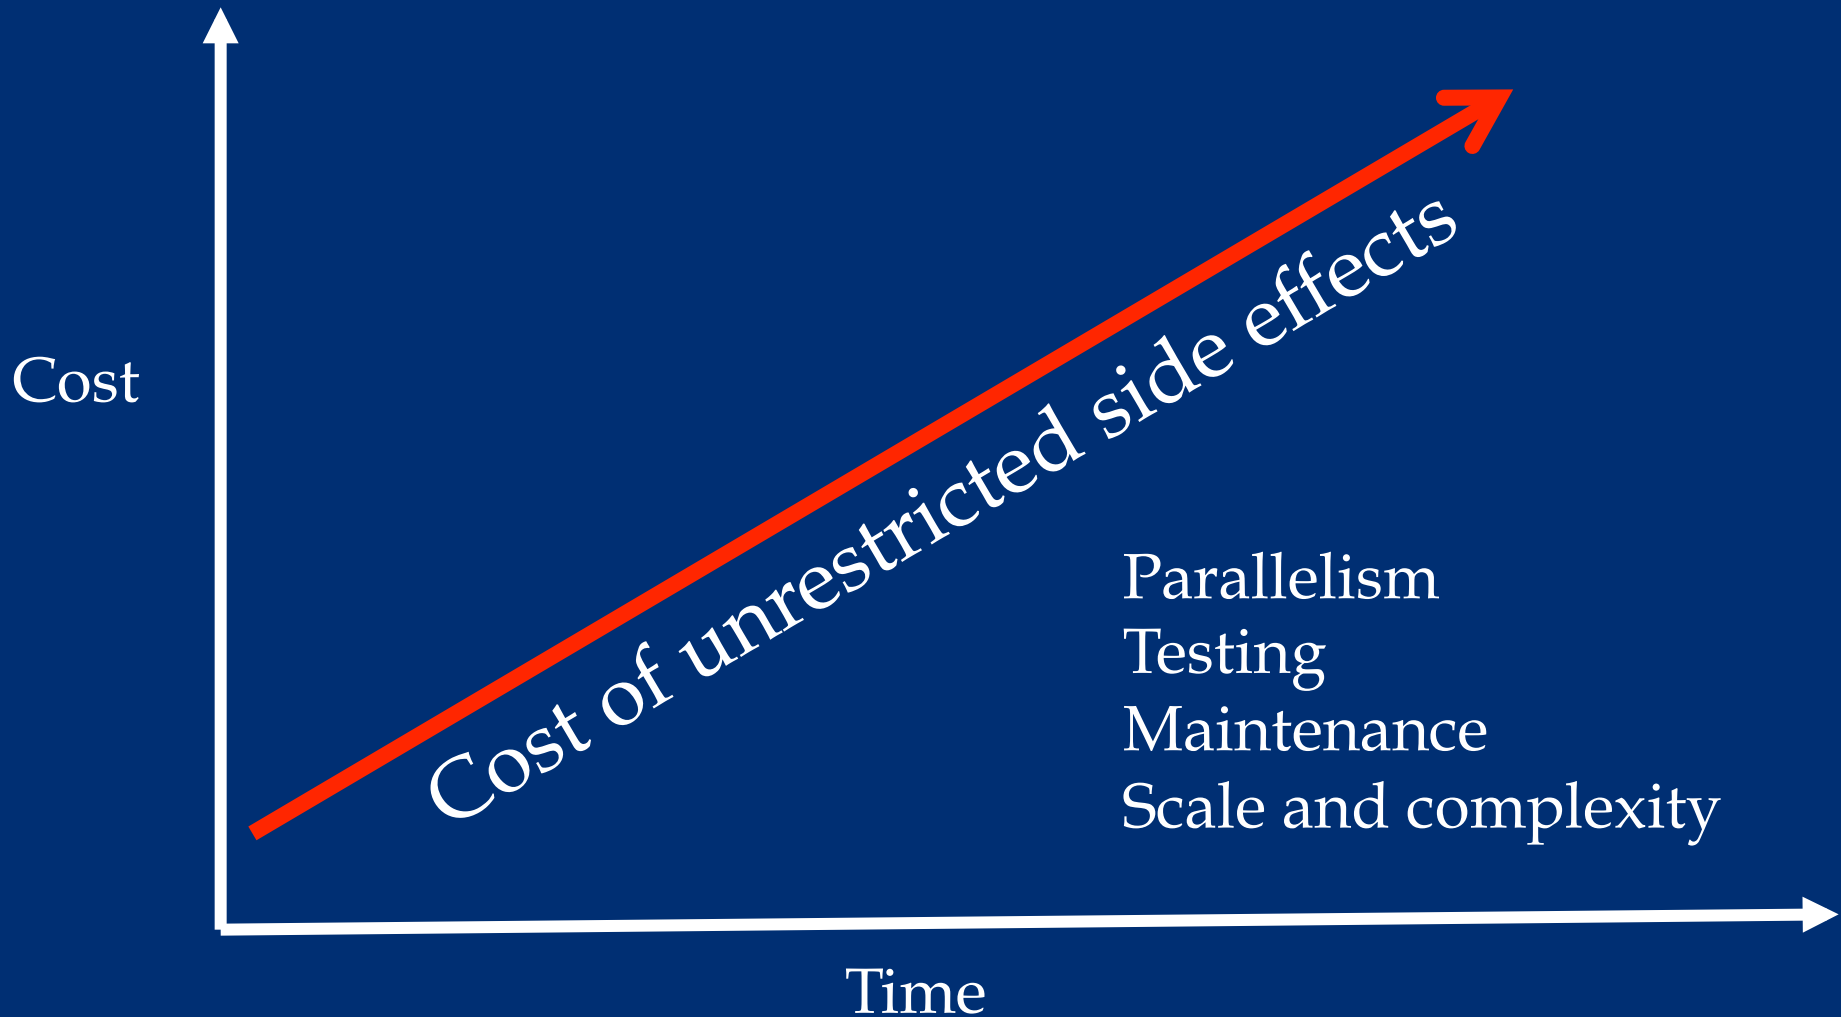 Cost
Cost of unrestricted side effects
Parallelism
Testing
Maintenance
Scale and complexity
Time